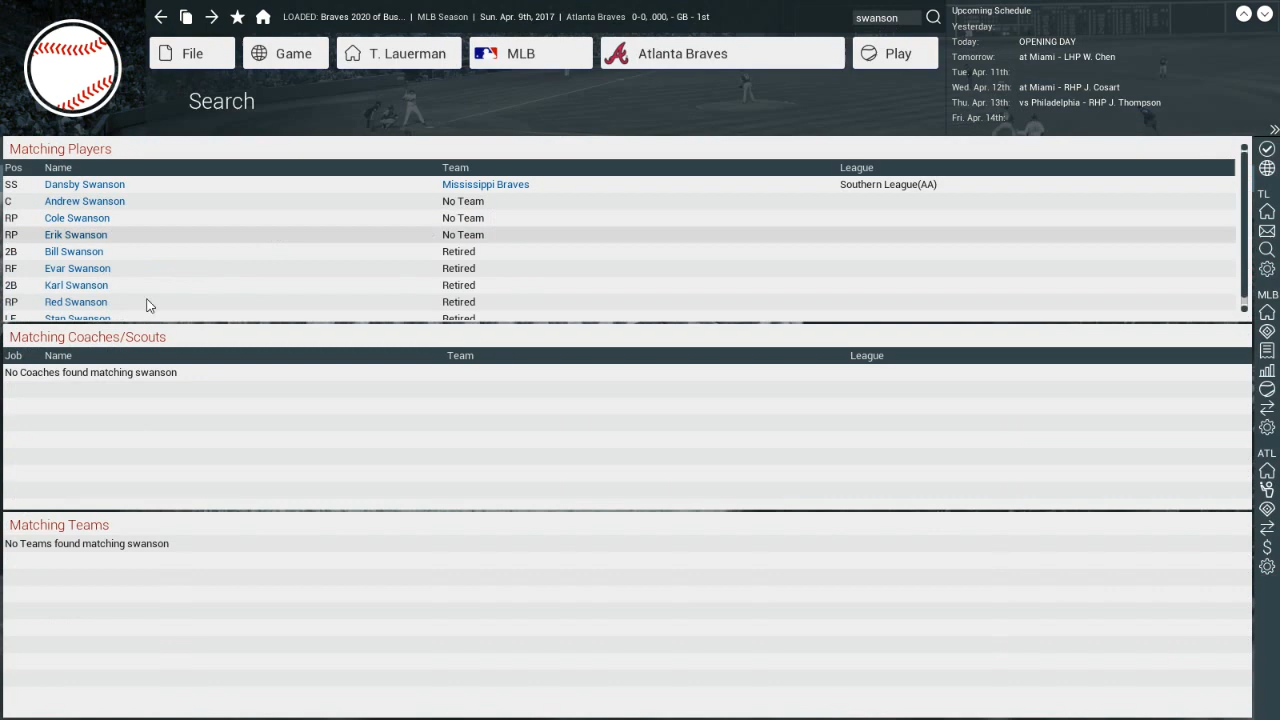 LOADED: Braves 2020 of Bus... | MLB Season | Sun. Apr. 9th, 2017 | Atlanta Braves 0-0, .000, - GB - 1st
swanson
File
Game
T. Lauerman
MLB
Atlanta Braves
Play
Upcoming Schedule
Yesterday:
Today: OPENING DAY
Tomorrow: at Miami - LHP W. Chen
Tue. Apr. 11th:
Wed. Apr. 12th: at Miami - RHP J. Cosart
Thu. Apr. 13th: vs Philadelphia - RHP J. Thompson
Fri. Apr. 14th:
Search
Matching Players
Pos Name Team League
SS Dansby Swanson Mississippi Braves Southern League(AA)
C Andrew Swanson No Team
RP Cole Swanson No Team
RP Erik Swanson No Team
2B Bill Swanson Retired
RF Evar Swanson Retired
2B Karl Swanson Retired
RP Red Swanson Retired
LF Stan Swanson Retired
Matching Coaches/Scouts
Job Name Team League
No Coaches found matching swanson
Matching Teams
No Teams found matching swanson
TL
MLB
ATL